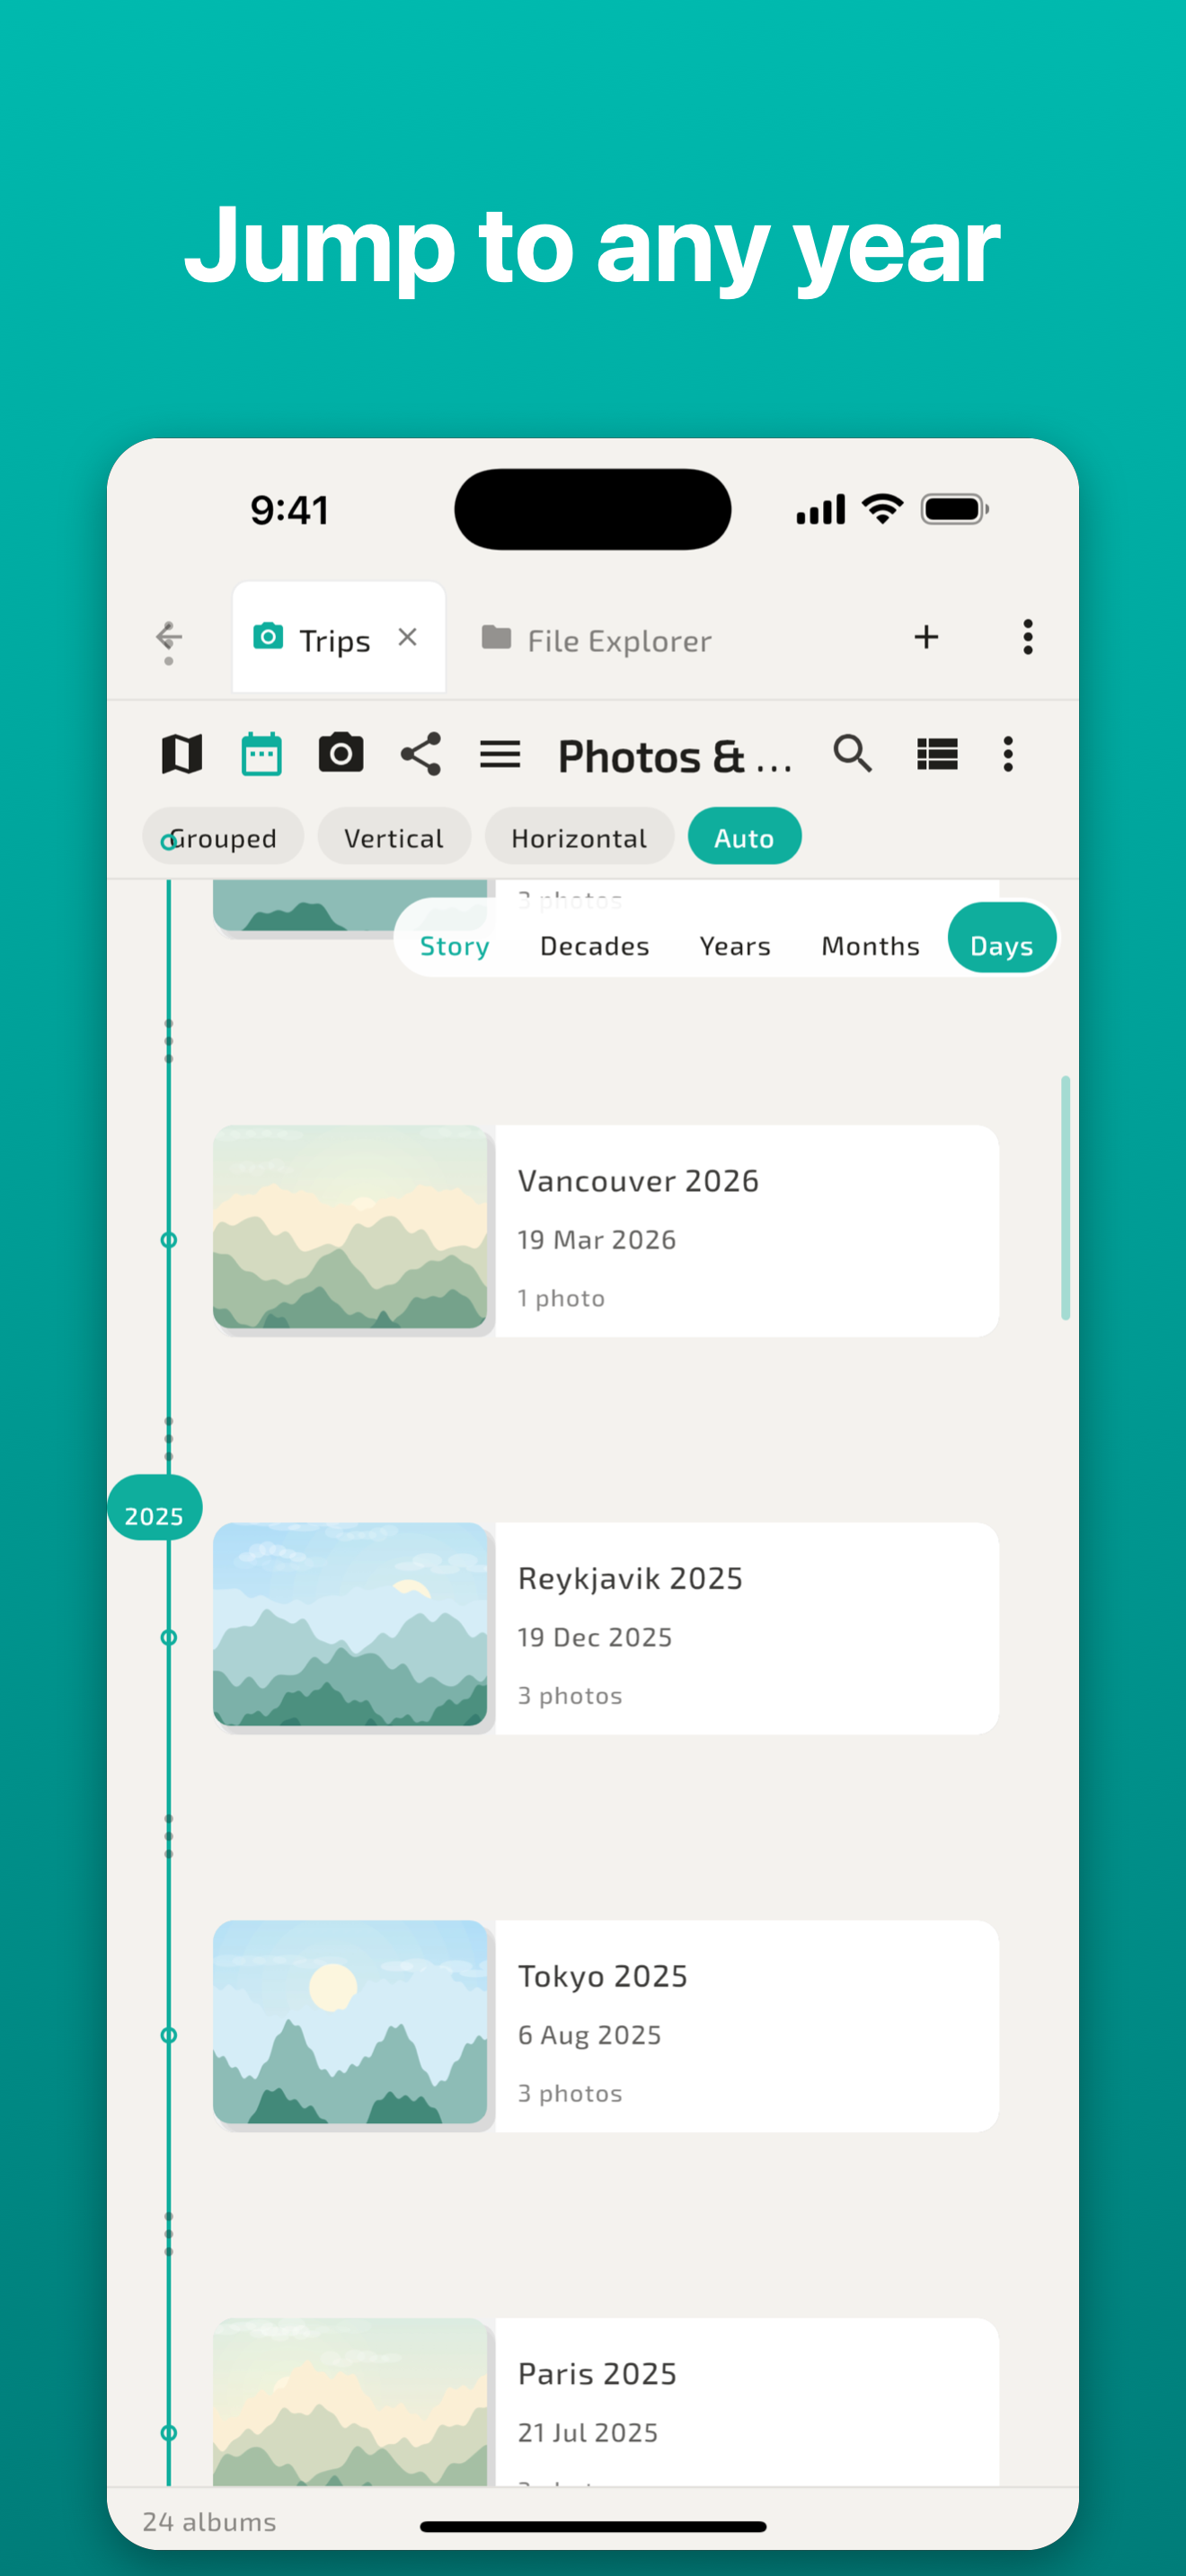 Jump to any year
9:41
Trips
File Explorer
Photos & ...
Grouped
Vertical
Horizontal
Auto
3 photos
Story
Decades
Years
Months
Days
Vancouver 2026
19 Mar 2026
1 photo
2025
Reykjavik 2025
19 Dec 2025
3 photos
Tokyo 2025
6 Aug 2025
3 photos
Paris 2025
21 Jul 2025
24 albums